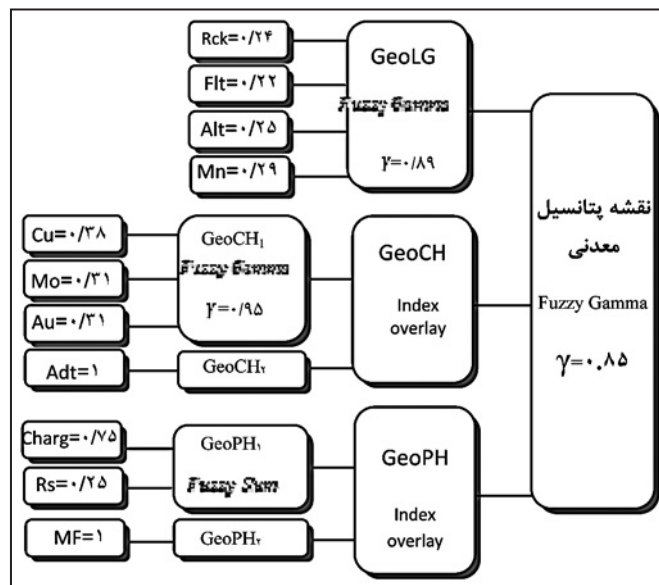 Rck=۰/۲۴
Flt=۰/۲۲
Alt=۰/۲۵
Mn=۰/۲۹
GeoLG
Fuzzy Gamma
γ=۰/۸۹
Cu=۰/۳۸
Mo=۰/۳۱
Au=۰/۳۱
Adt=۱
GeoCH₁
Fuzzy Gamma
γ=۰/۹۵
GeoCH۲
GeoCH
Index
overlay
Charg=۰/۷۵
Rs=۰/۲۵
MF=۱
GeoPH۱
Fuzzy Sum
GeoPH۲
GeoPH
Index
overlay
نقشه پتانسیل
معدنی
Fuzzy Gamma
γ=۰.۸۵